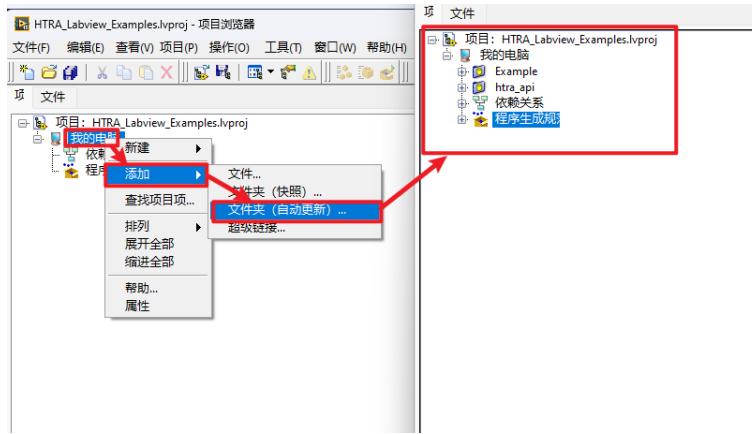 HTRA_Labview_Examples.lvproj - 项目浏览器
文件(F) 编辑(E) 查看(V) 项目(P) 操作(O) 工具(T) 窗口(W) 帮助(H)
项 文件
项目：HTRA_Labview_Examples.lvproj
我的电脑
依赖
程序
新建
添加
查找项目项...
排列
展开全部
缩进全部
帮助...
属性
文件...
文件夹（快照）...
文件夹（自动更新）...
超级链接...
项 文件
项目：HTRA_Labview_Examples.lvproj
我的电脑
Example
htra_api
依赖关系
程序生成规